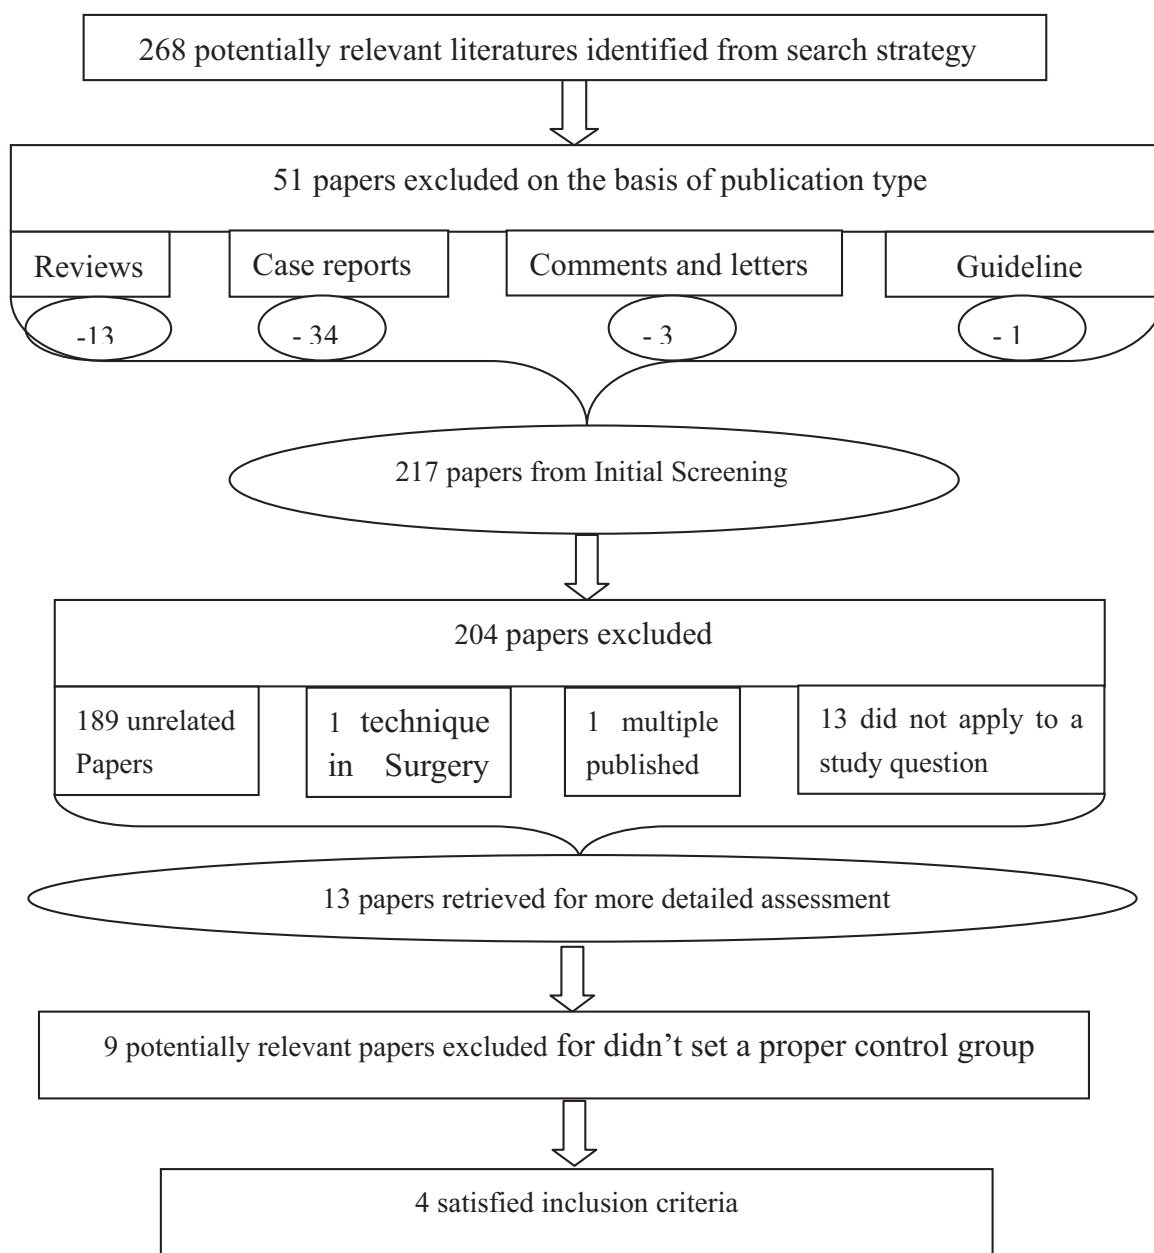 268 potentially relevant literatures identified from search strategy
51 papers excluded on the basis of publication type
Reviews
Case reports
Comments and letters
Guideline
-13
- 34
- 3
- 1
217 papers from Initial Screening
204 papers excluded
189 unrelated
Papers
1 technique
in Surgery
1 multiple
published
13 did not apply to a
study question
13 papers retrieved for more detailed assessment
9 potentially relevant papers excluded for didn’t set a proper control group
4 satisfied inclusion criteria